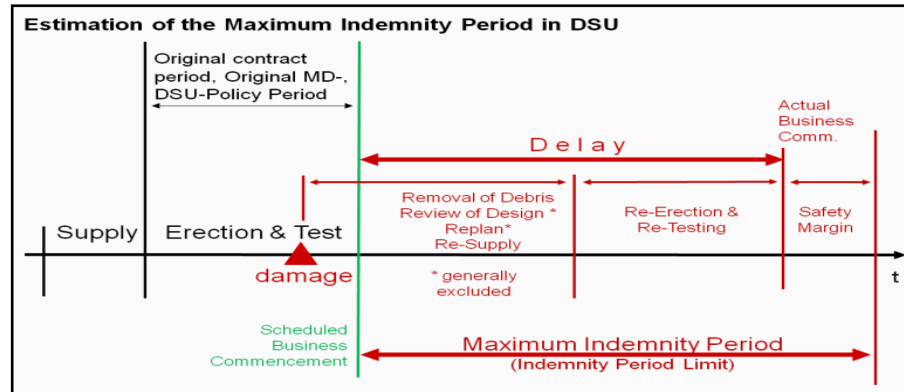 Estimation of the Maximum Indemnity Period in DSU
Original contract
period, Original MD-,
DSU-Policy Period
Actual
Business
Comm.
D e l a y
Removal of Debris
Review of Design *
Replan*
Re-Supply
Re-Erection &
Re-Testing
Safety
Margin
Supply
Erection & Test
damage
* generally
excluded
t
Scheduled
Business
Commencement
Maximum Indemnity Period
(Indemnity Period Limit)